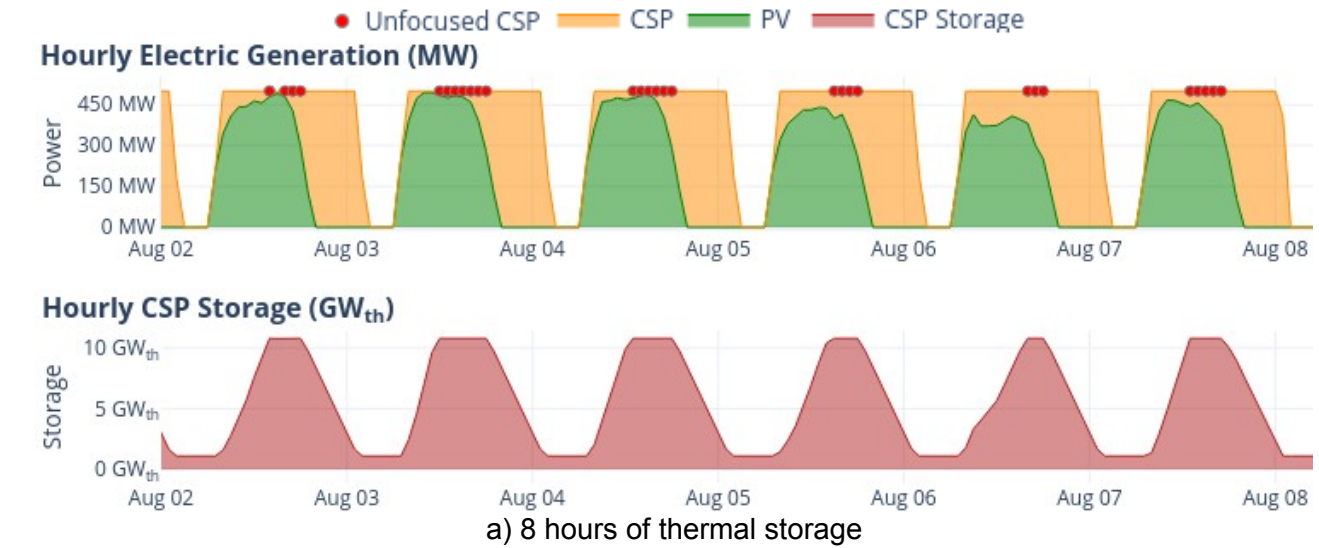 Unfocused CSP CSP PV CSP Storage
Hourly Electric Generation (MW)
Power
450 MW
300 MW
150 MW
0 MW
Aug 02 Aug 03 Aug 04 Aug 05 Aug 06 Aug 07 Aug 08
Hourly CSP Storage (GWth)
Storage
10 GWth
5 GWth
0 GWth
Aug 02 Aug 03 Aug 04 Aug 05 Aug 06 Aug 07 Aug 08
a) 8 hours of thermal storage